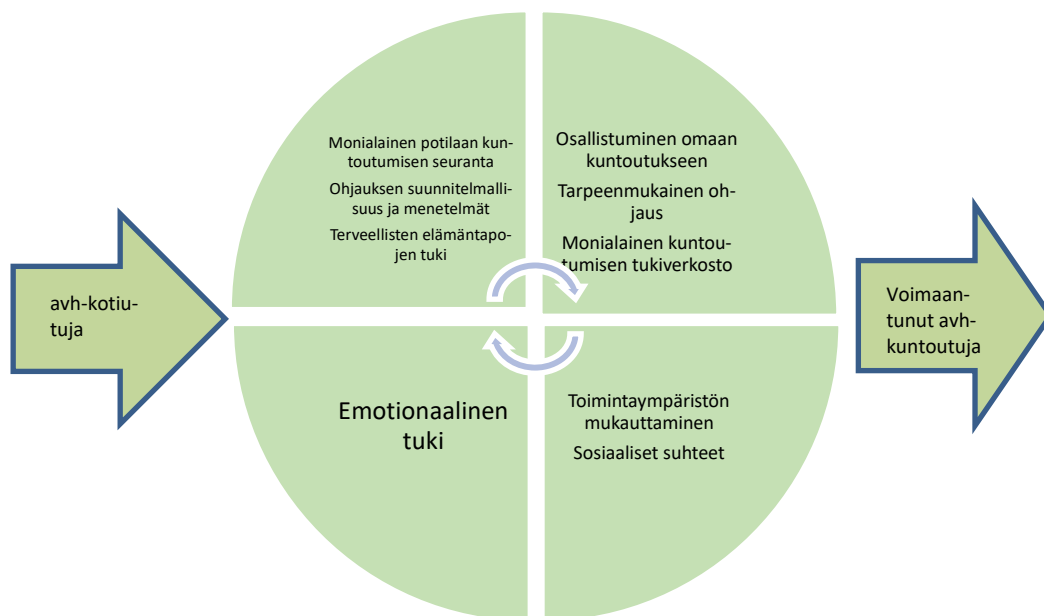 avh-kotiu-
tuja
Monialainen potilaan kun-
toutumisen seuranta
Ohjauksen suunnitelmalli-
suus ja menetelmät
Terveellisten elämäntapo-
jen tuki
Osallistuminen omaan
kuntoutukseen
Tarpeenmukainen oh-
jaus
Monialainen kuntou-
tumisen tukiverkosto
Emotionaalinen
tuki
Toimintaympäristön
mukauttaminen
Sosiaaliset suhteet
Voimaan-
tunut avh-
kuntoutuja